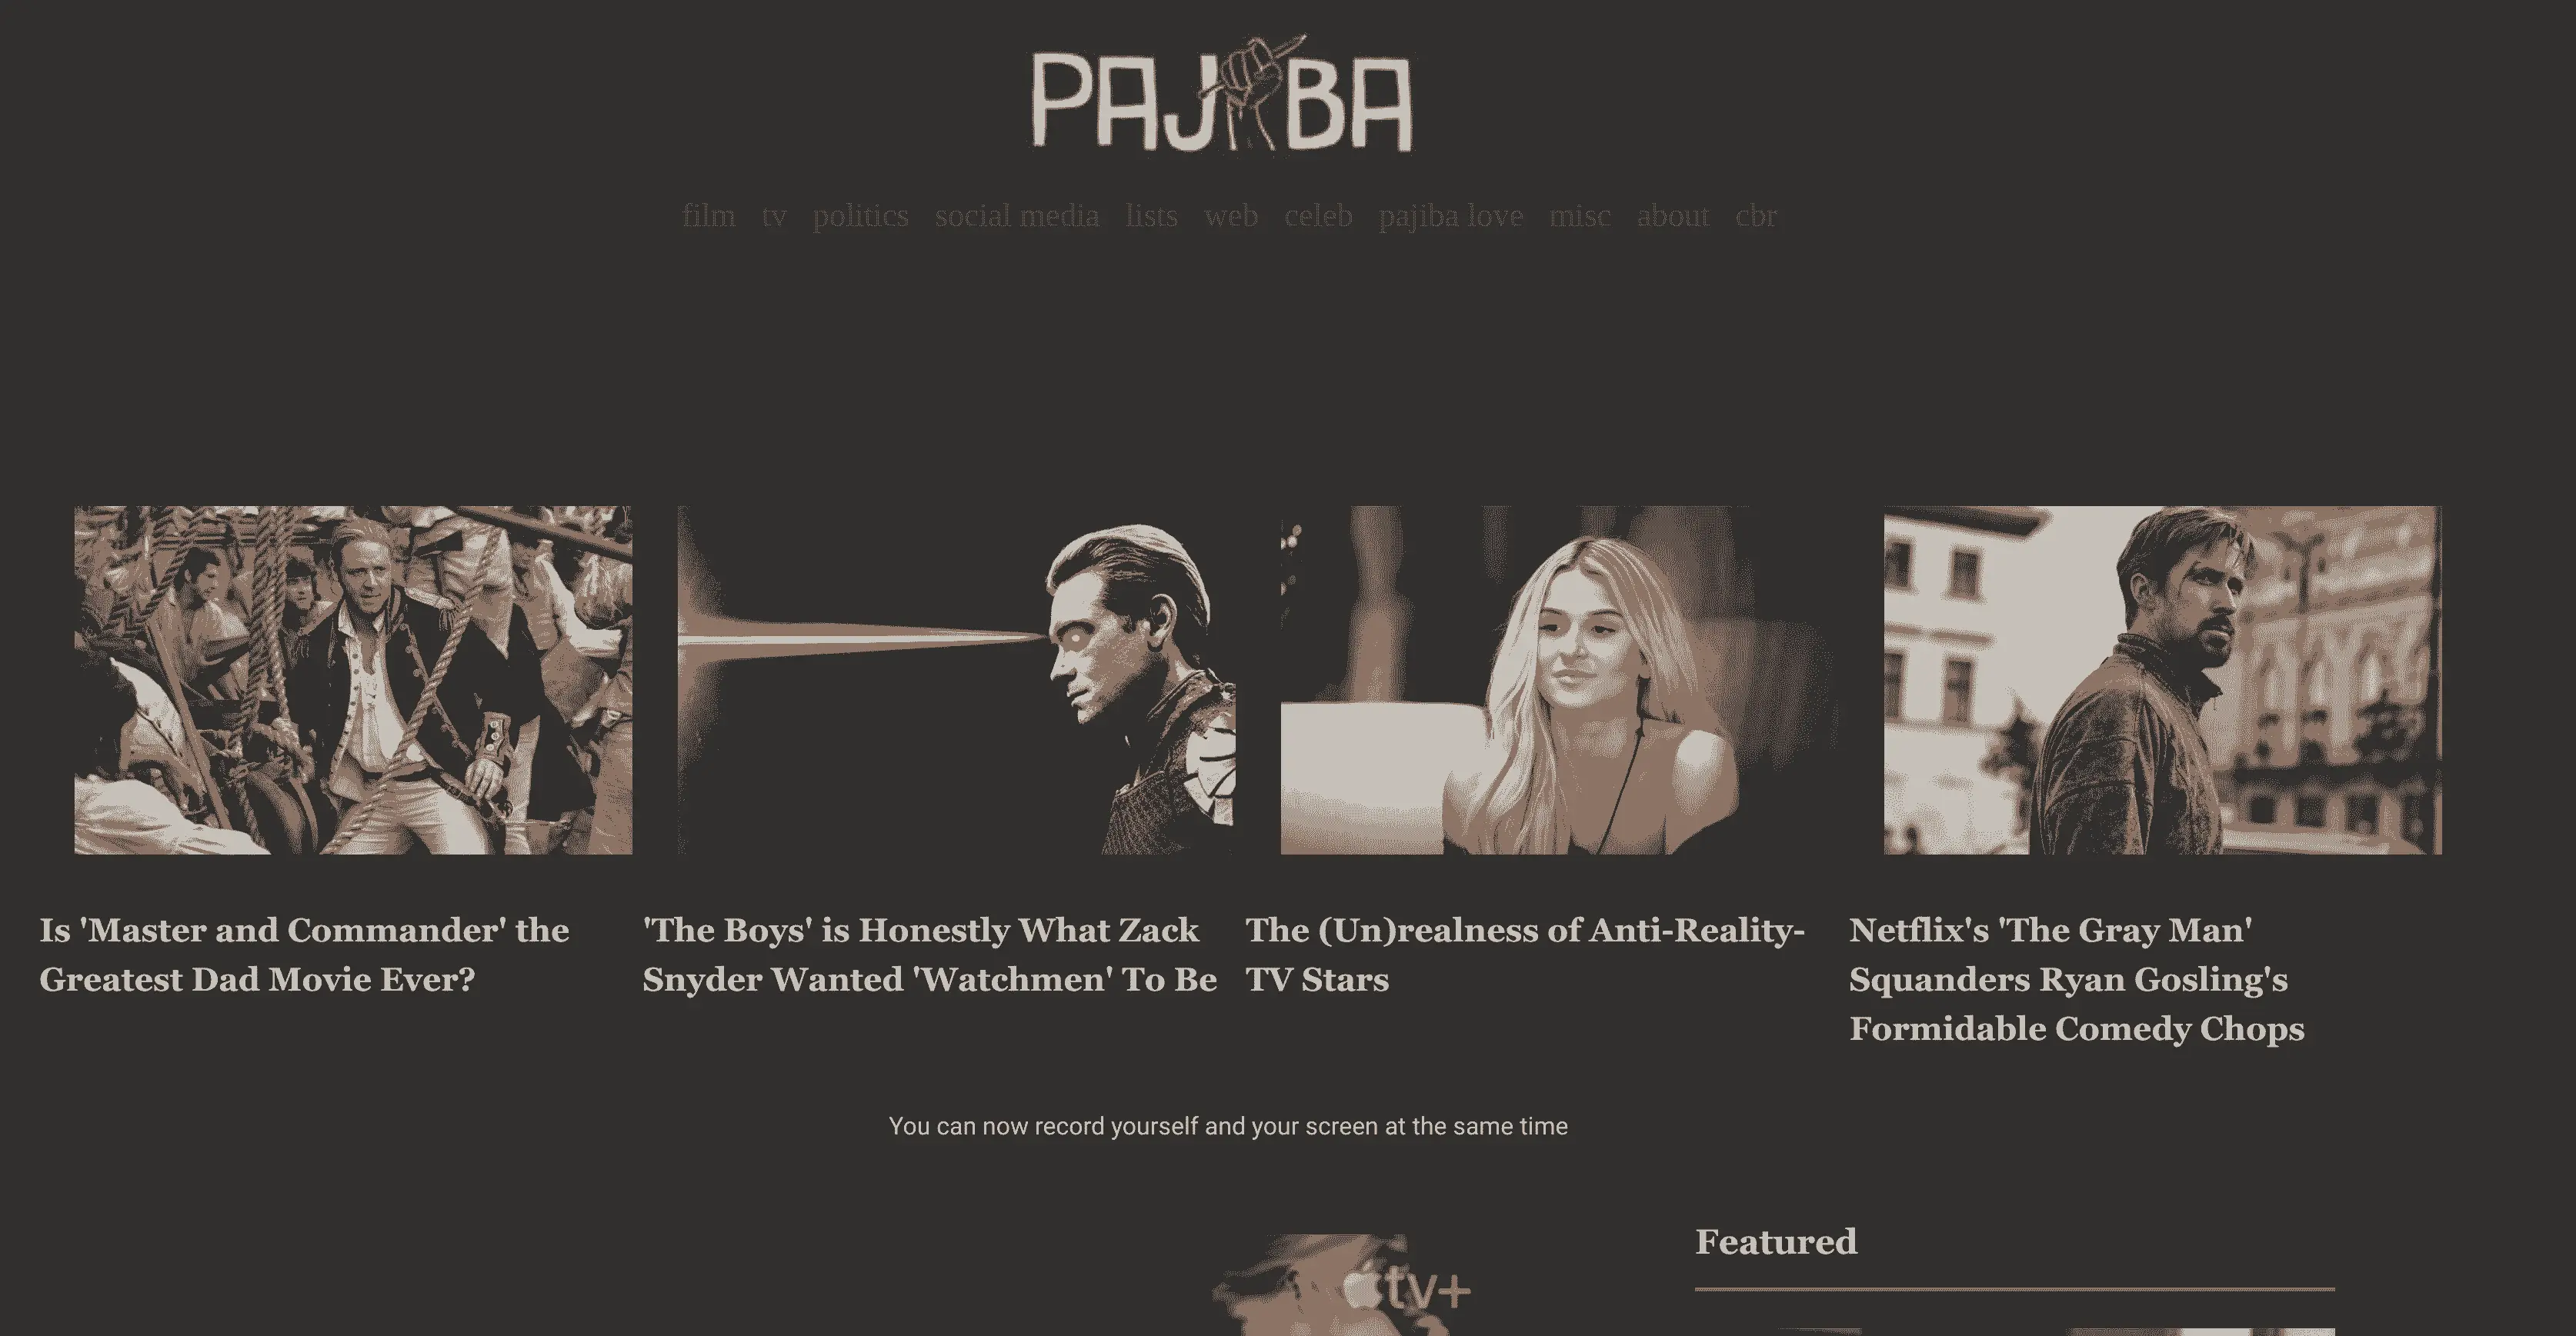 PAJIBA
film tv politics social media lists web celeb pajiba love misc about cbr
Is 'Master and Commander' the
Greatest Dad Movie Ever?
'The Boys' is Honestly What Zack
Snyder Wanted 'Watchmen' To Be
The (Un)realness of Anti-Reality-
TV Stars
Netflix's 'The Gray Man'
Squanders Ryan Gosling's
Formidable Comedy Chops
You can now record yourself and your screen at the same time
Featured
tv+